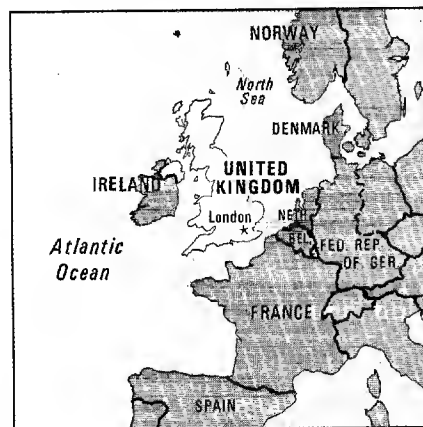 NORWAY
North
Sea
DENMARK
UNITED
KINGDOM
IRELAND
London
NETH.
BEL.
FED. REP.
OF GER.
Atlantic
Ocean
FRANCE
SPAIN